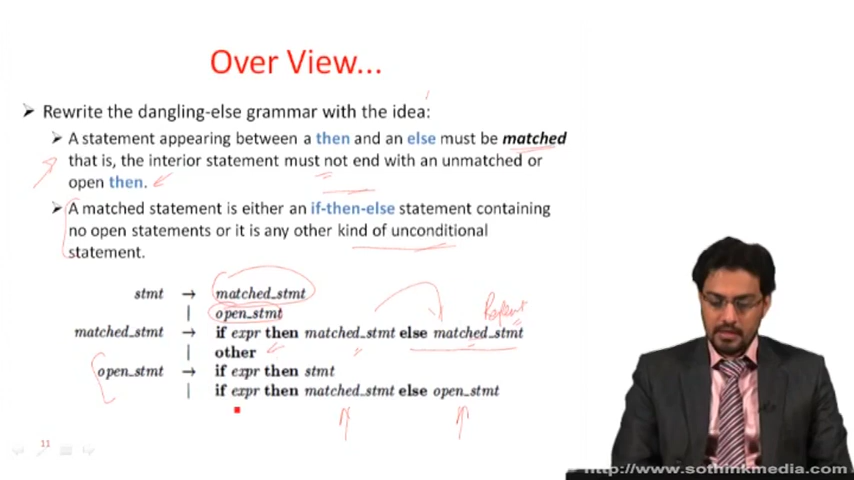 Over View...
➤ Rewrite the dangling-else grammar with the idea:
➤ A statement appearing between a then and an else must be matched
that is, the interior statement must not end with an unmatched or
open then.
➤ A matched statement is either an if-then-else statement containing
no open statements or it is any other kind of unconditional
statement.
stmt → matched_stmt
| open_stmt
Repeat
matched_stmt → if expr then matched_stmt else matched_stmt
| other
open_stmt → if expr then stmt
| if expr then matched_stmt else open_stmt
11
http://www.sothinkmedia.com